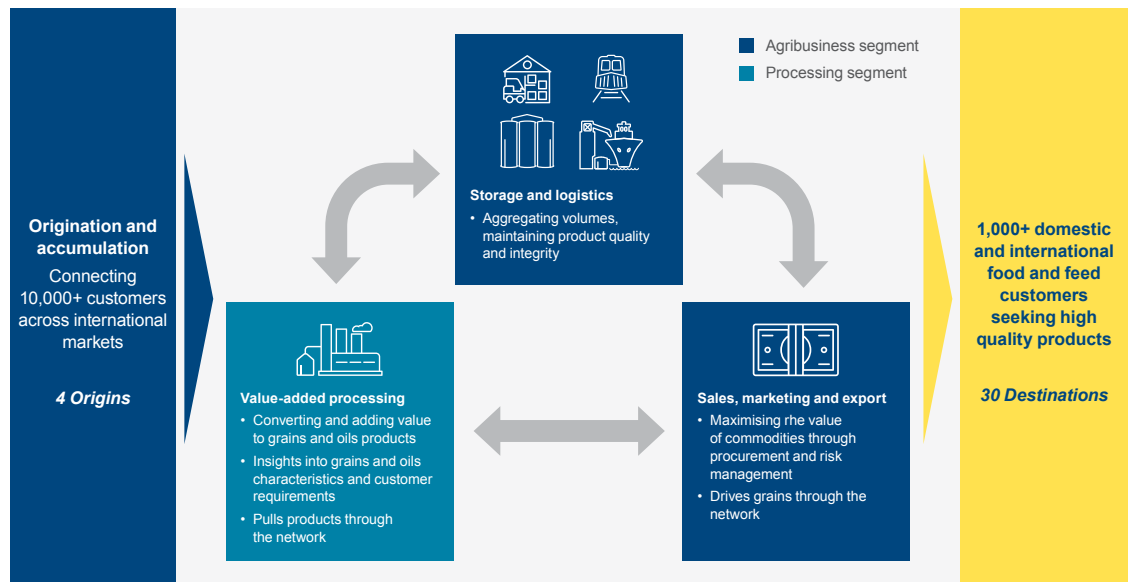 Origination and
accumulation
Connecting
10,000+ customers
across international
markets
4 Origins
Agribusiness segment
Processing segment
Storage and logistics
• Aggregating volumes,
maintaining product quality
and integrity
Value-added processing
• Converting and adding value
to grains and oils products
• Insights into grains and oils
characteristics and customer
requirements
• Pulls products through
the network
Sales, marketing and export
• Maximising rhe value
of commodities through
procurement and risk
management
• Drives grains through the
network
1,000+ domestic
and international
food and feed
customers
seeking high
quality products
30 Destinations